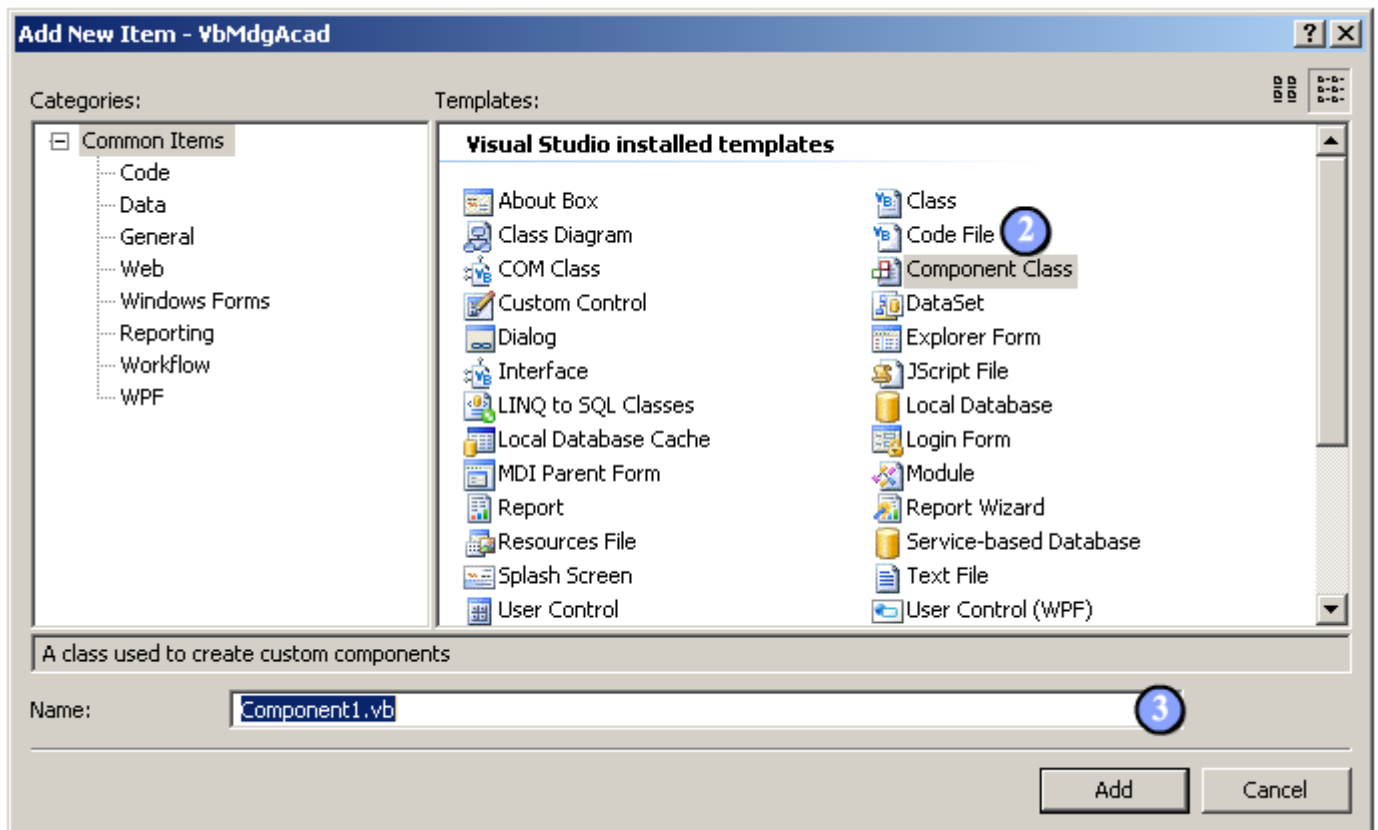 Add New Item - VbMdgAcad
Categories:
Templates:
Common Items
Code
Data
General
Web
Windows Forms
Reporting
Workflow
WPF
Visual Studio installed templates
About Box
Class
Class Diagram
Code File
2
COM Class
Component Class
Custom Control
DataSet
Dialog
Explorer Form
Interface
JScript File
LINQ to SQL Classes
Local Database
Local Database Cache
Login Form
MDI Parent Form
Module
Report
Report Wizard
Resources File
Service-based Database
Splash Screen
Text File
User Control
User Control (WPF)
A class used to create custom components
Name:
Component1.vb
3
Add
Cancel